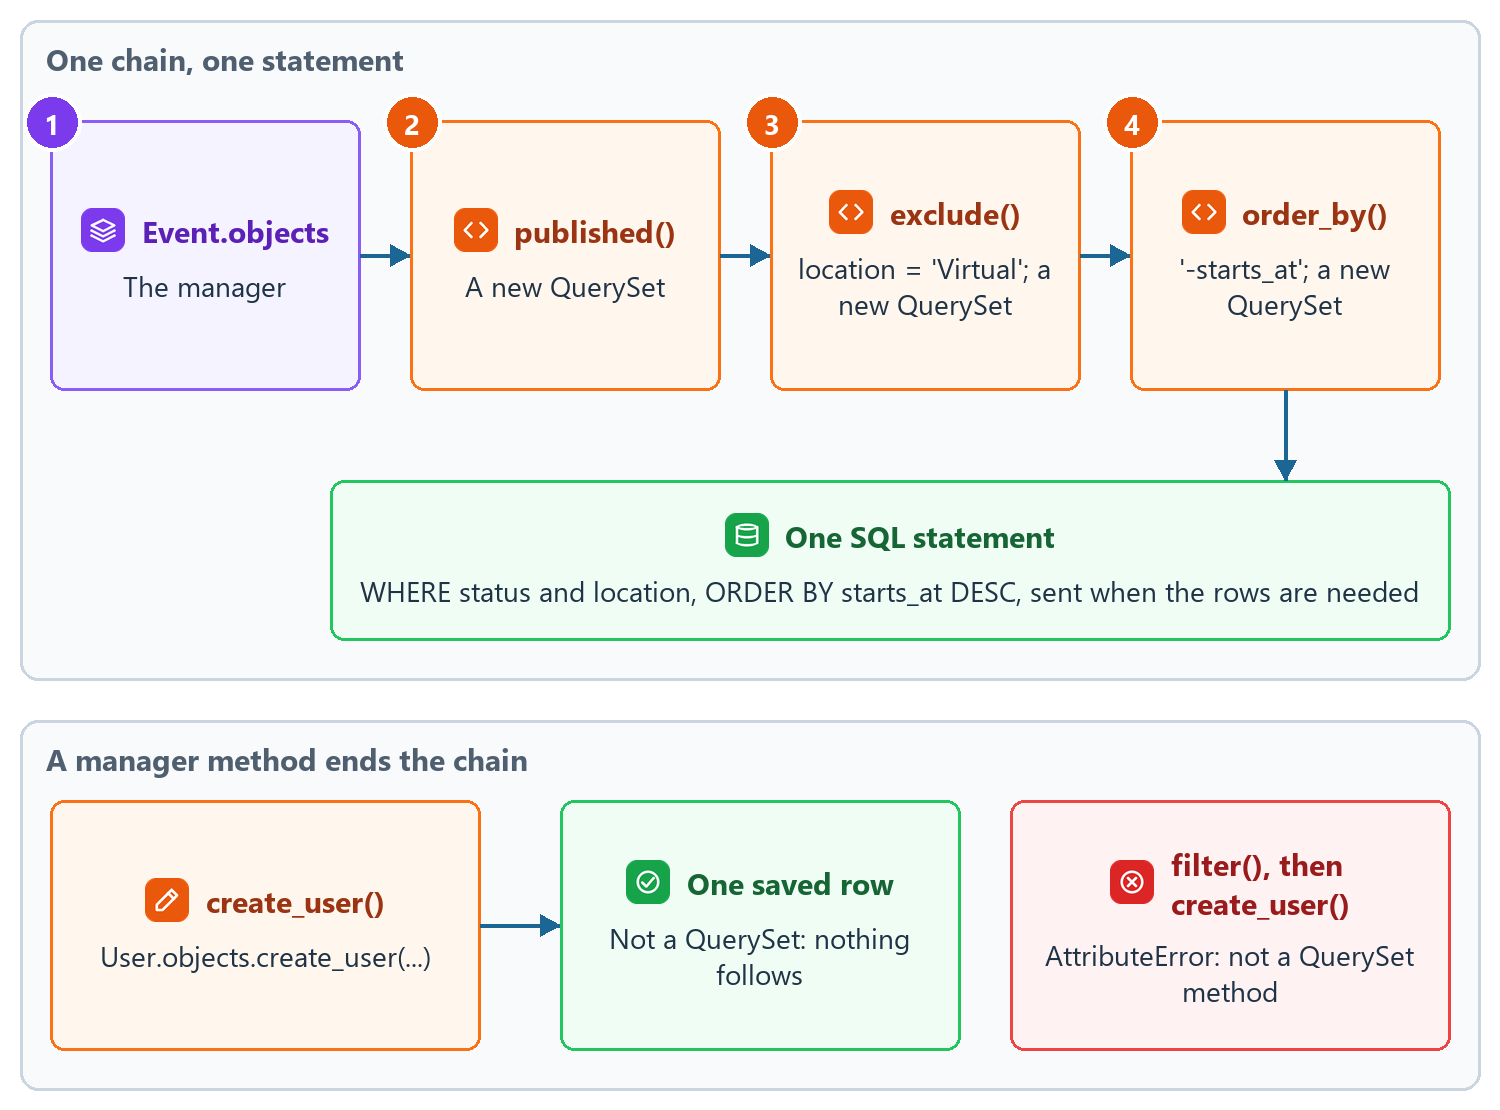 One chain, one statement
1
2
3
4
Event.objects
The manager
published()
A new QuerySet
exclude()
location = 'Virtual'; a
new QuerySet
order_by()
'-starts_at'; a new
QuerySet
One SQL statement
WHERE status and location, ORDER BY starts_at DESC, sent when the rows are needed
A manager method ends the chain
create_user()
User.objects.create_user(...)
One saved row
Not a QuerySet: nothing
follows
filter(), then
create_user()
AttributeError: not a QuerySet
method